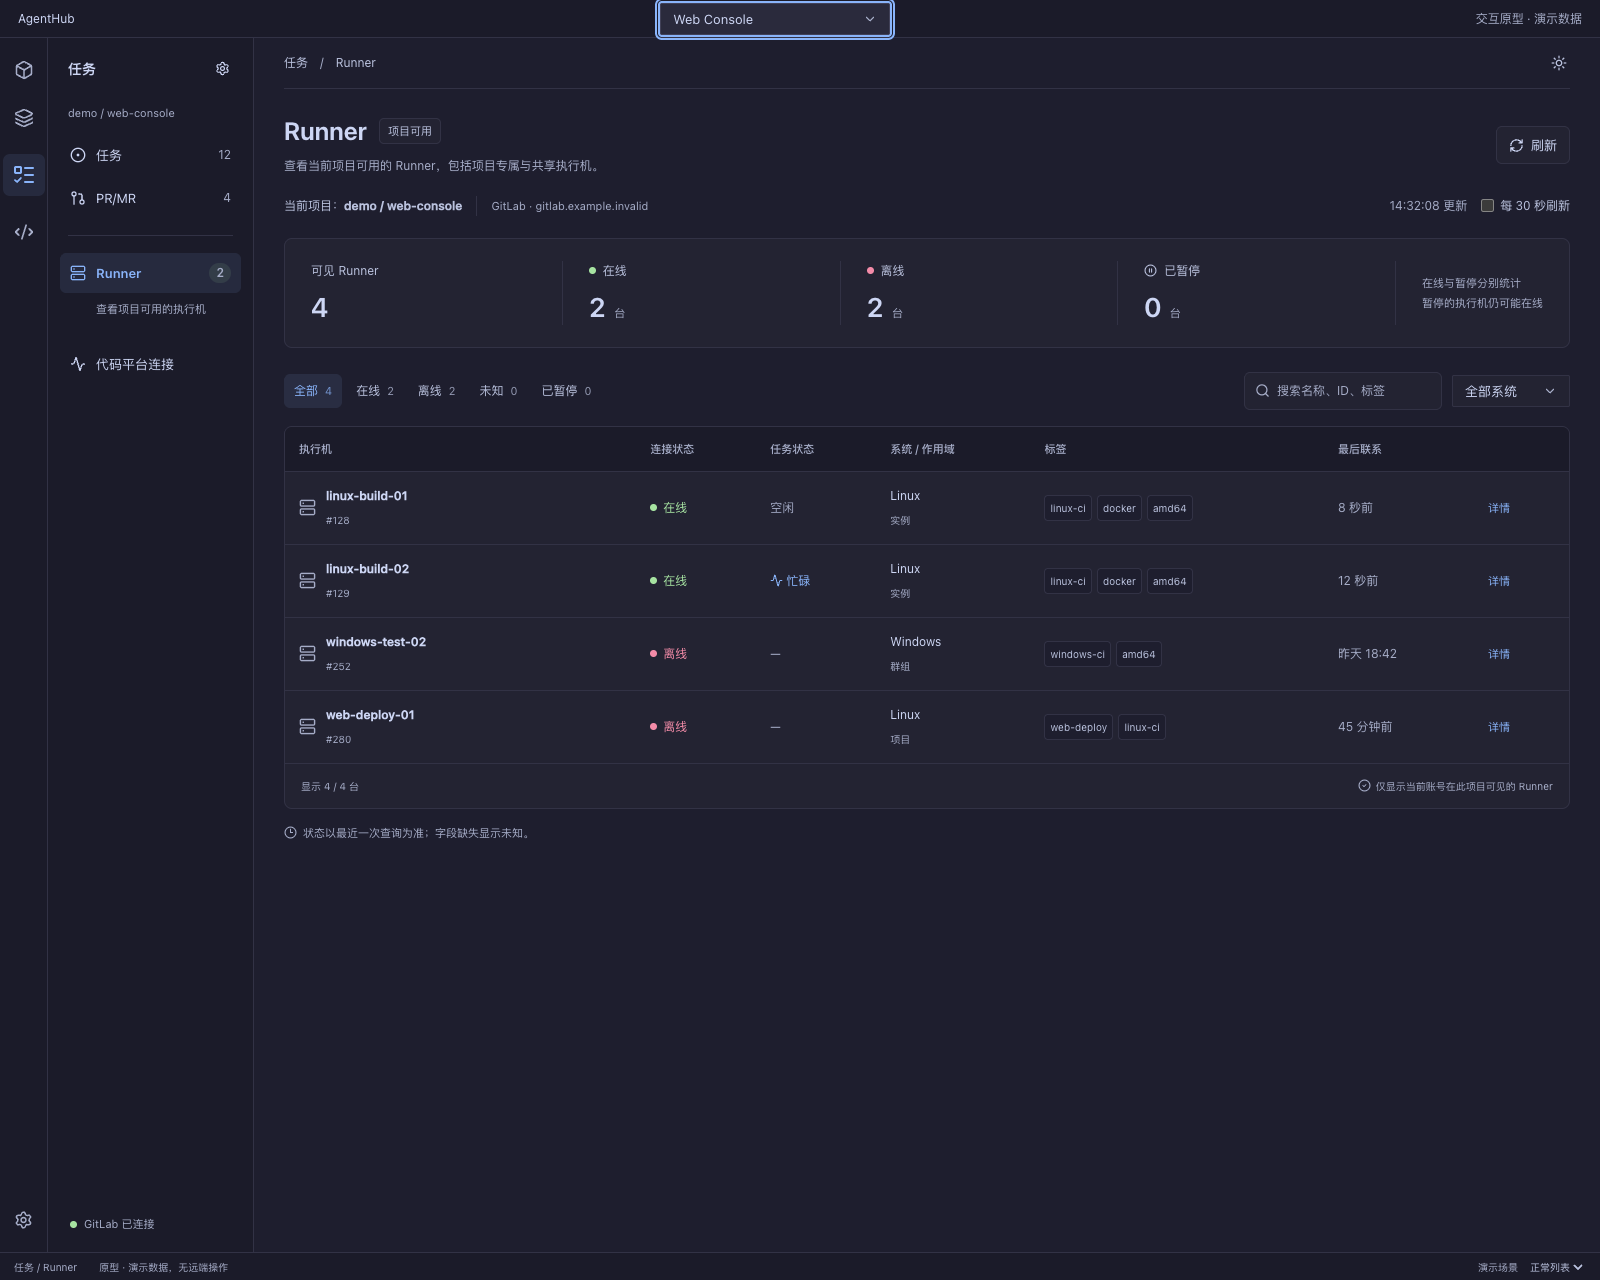 AgentHub
Web Console
交互原型 · 演示数据
任务
demo / web-console
任务 12
PR/MR 4
Runner 2
查看项目可用的执行机
代码平台连接
GitLab 已连接
任务 / Runner
Runner 项目可用
刷新
查看当前项目可用的 Runner，包括项目专属与共享执行机。
当前项目： demo / web-console GitLab · gitlab.example.invalid
14:32:08 更新 每 30 秒刷新
可见 Runner
4
在线
2 台
离线
2 台
已暂停
0 台
在线与暂停分别统计
暂停的执行机仍可能在线
全部 4 在线 2 离线 2 未知 0 已暂停 0
搜索名称、ID、标签
全部系统
执行机 连接状态 任务状态 系统 / 作用域 标签 最后联系
linux-build-01
#128
在线
空闲
Linux
实例
linux-ci docker amd64
8 秒前
详情
linux-build-02
#129
在线
忙碌
Linux
实例
linux-ci docker amd64
12 秒前
详情
windows-test-02
#252
离线
—
Windows
群组
windows-ci amd64
昨天 18:42
详情
web-deploy-01
#280
离线
—
Linux
项目
web-deploy linux-ci
45 分钟前
详情
显示 4 / 4 台
仅显示当前账号在此项目可见的 Runner
状态以最近一次查询为准；字段缺失显示未知。
任务 / Runner
原型 · 演示数据，无远端操作
演示场景 正常列表